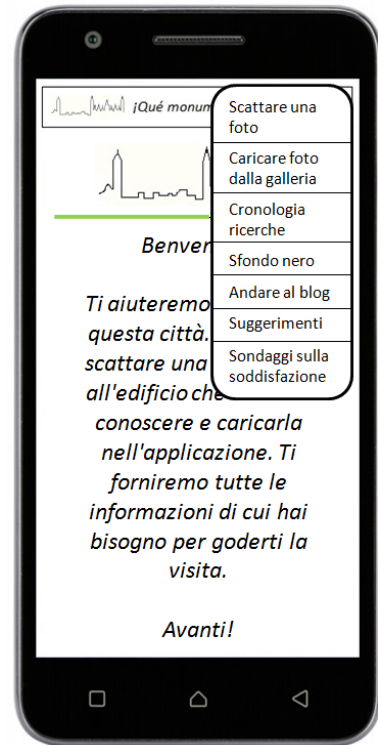 ¡Qué
Scattare una
foto
Caricare foto
dalla galleria
Cronologia
ricerche
Sfondo nero
Andare al blog
Suggerimenti
Sondaggi sulla
soddisfazione
Ti aiuteremo
questa città.
scattare una
all'edificio che
conoscere e caricarla
nell'applicazione. Ti
forniremo tutte le
informazioni di cui hai
bisogno per goderti la
visita.
Avanti!